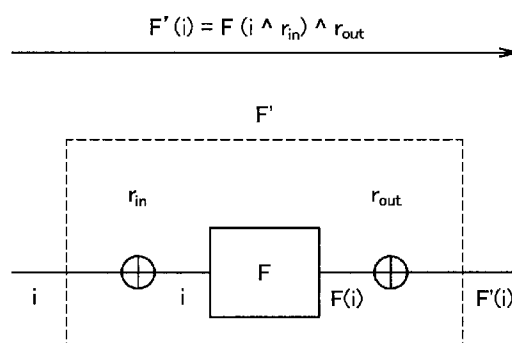 F'(i) = F (i ^ r_in) ^ r_out
F'
r_in r_out
F
i i F(i) F'(i)